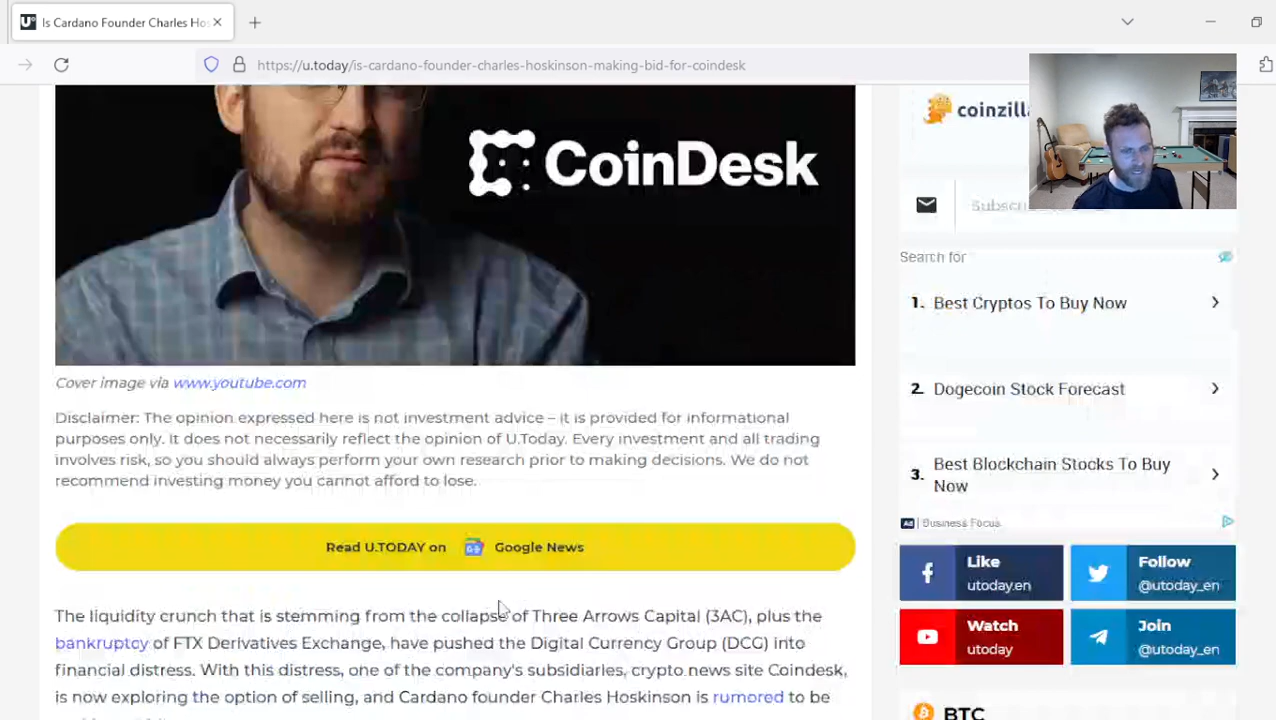 Is Cardano Founder Charles Hos
https://u.today/is-cardano-founder-charles-hoskinson-making-bid-for-coindesk
CoinDesk
Cover image via www.youtube.com
Disclaimer: The opinion expressed here is not investment advice – it is provided for informational
purposes only. It does not necessarily reflect the opinion of U.Today. Every investment and all trading
involves risk, so you should always perform your own research prior to making decisions. We do not
recommend investing money you cannot afford to lose.
Read U.TODAY on Google News
The liquidity crunch that is stemming from the collapse of Three Arrows Capital (3AC), plus the
bankruptcy of FTX Derivatives Exchange, have pushed the Digital Currency Group (DCG) into
financial distress. With this distress, one of the company's subsidiaries, crypto news site Coindesk,
is now exploring the option of selling, and Cardano founder Charles Hoskinson is rumored to be
coinzilla
Subscri
Search for
1. Best Cryptos To Buy Now
2. Dogecoin Stock Forecast
3. Best Blockchain Stocks To Buy
Now
Ad Business Focus
Like
utoday.en
Follow
@utoday_en
Watch
utoday
Join
@utoday_en
BTC